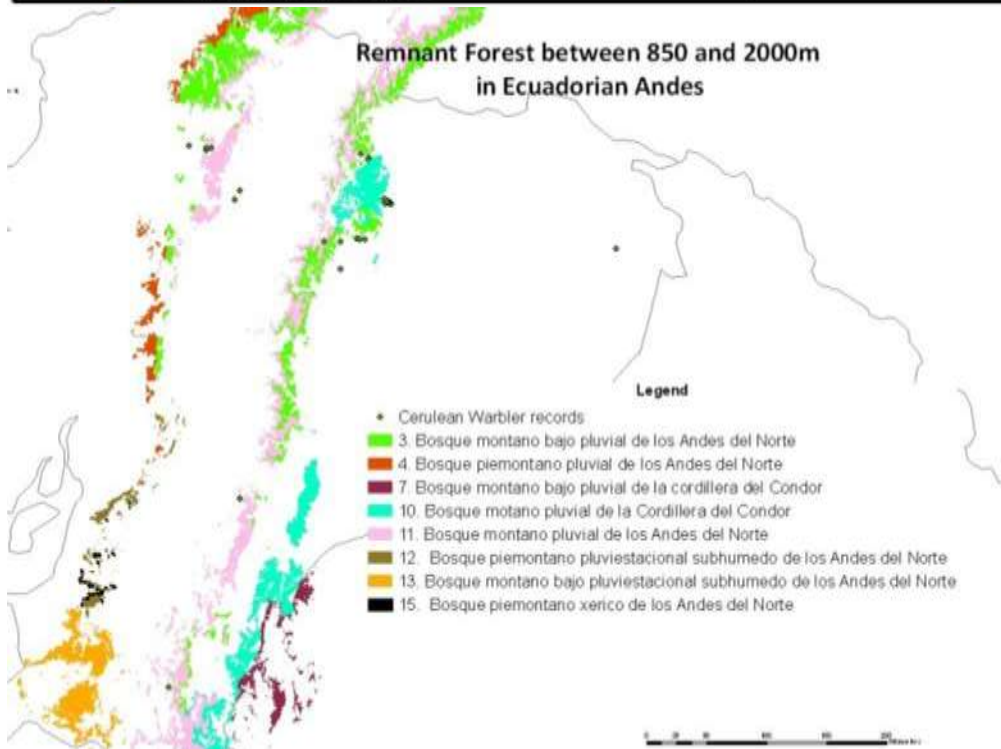 Remnant Forest between 850 and 2000m
in Ecuadorian Andes
Legend
Cerulean Warbler records
3. Bosque montano bajo pluvial de los Andes del Norte
4. Bosque piemontano pluvial de los Andes del Norte
7. Bosque montano bajo pluvial de la cordillera del Condor
10. Bosque motano pluvial de la Cordillera del Condor
11. Bosque montano pluvial de los Andes del Norte
12. Bosque piemontano pluviestacional subhumedo de los Andes del Norte
13. Bosque montano bajo pluviestacional subhumedo de los Andes del Norte
15. Bosque piemontano xerico de los Andes del Norte